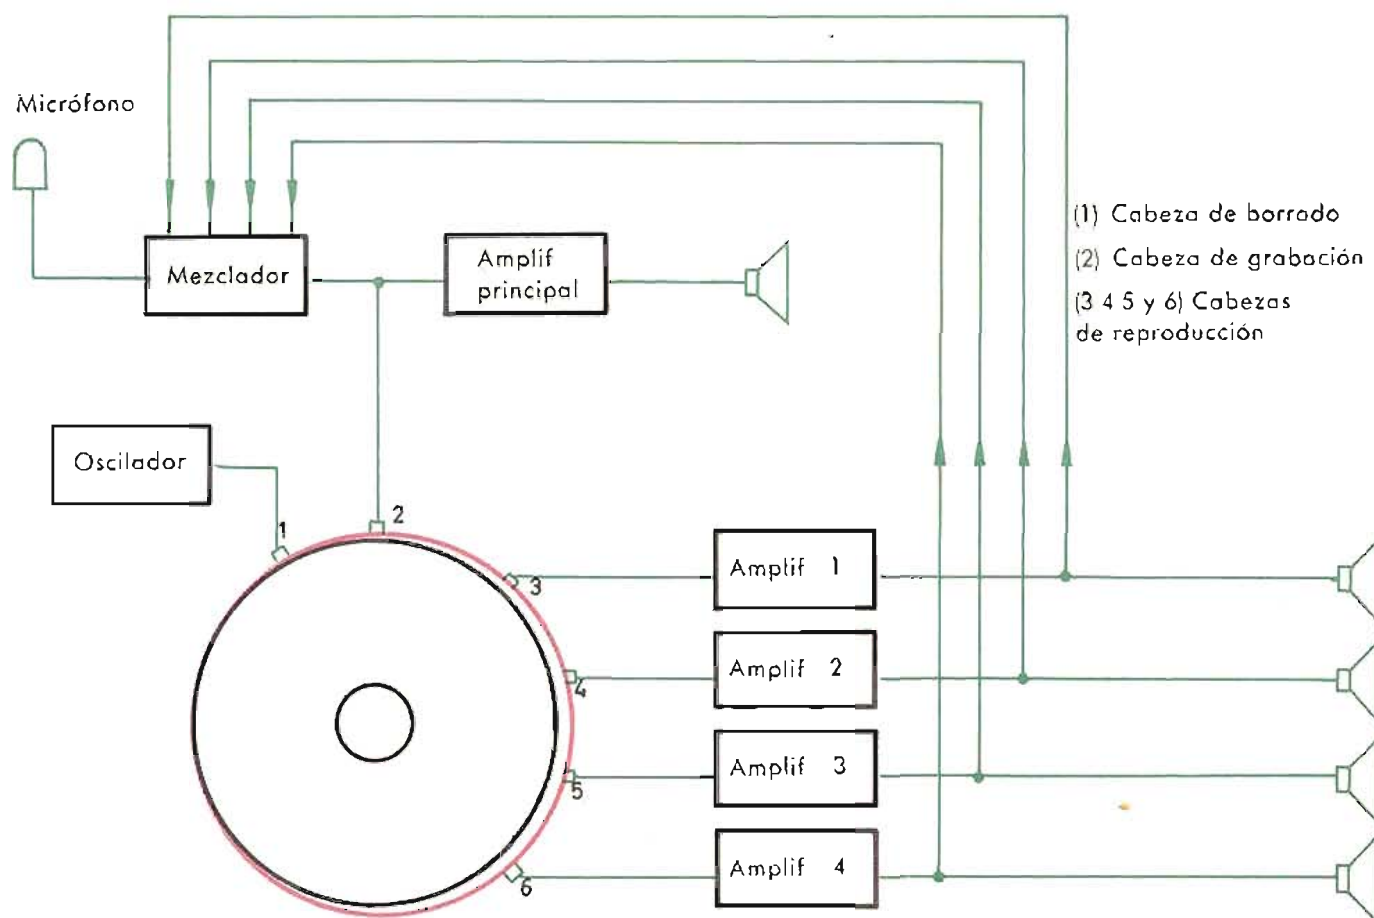 Micrófono
Mezclador
Amplif
principal
(1) Cabeza de borrado
(2) Cabeza de grabación
(3 4 5 y 6) Cabezas
de reproducción
Oscilador
1
2
3
4
5
6
Amplif 1
Amplif 2
Amplif 3
Amplif 4